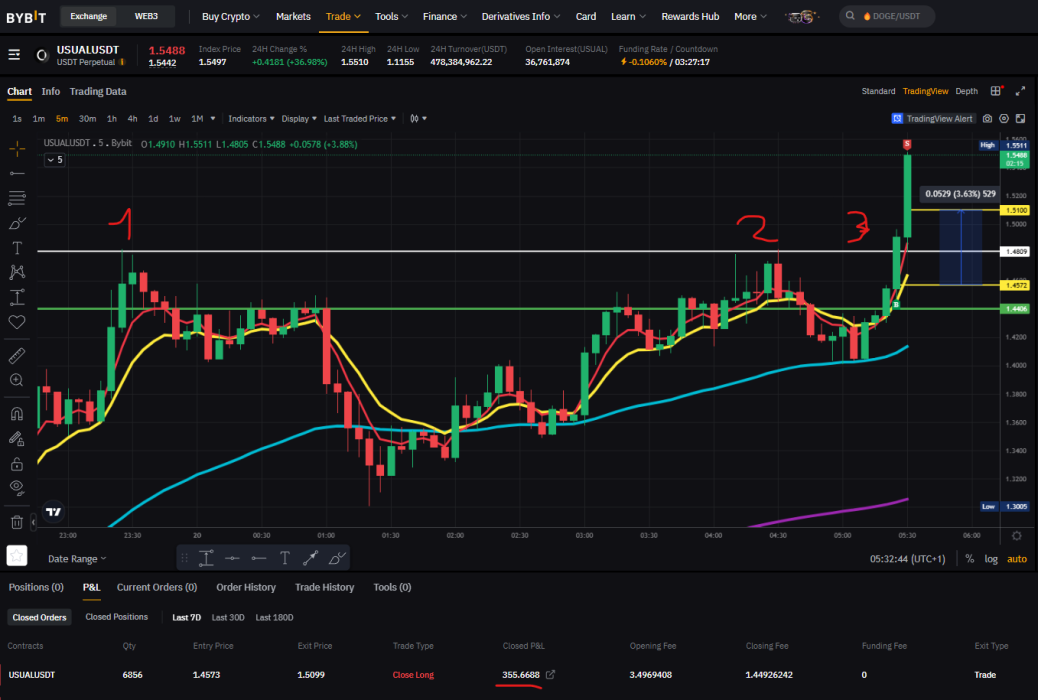 BYBIT Exchange WEB3 Buy Crypto Markets Trade Tools Finance Derivatives Info Card Learn Rewards Hub More DOGE/USDT
USUALUSDT 1.5488 Index Price 24H Change % 24H High 24H Low 24H Turnover(USDT) Open Interest(USUAL) Funding Rate / Countdown
USDT Perpetual 1.5442 1.5497 +0.4181 (+36.98%) 1.5510 1.1155 478,384,962.22 36,761,874 -0.1060% / 03:27:17
Chart Info Trading Data Standard TradingView Depth
1s 1m 5m 30m 1h 4h 1d 1w 1M Indicators Display Last Traded Price TradingView Alert
USUALUSDT . 5 . Bybit O1.4910 H1.5511 L1.4805 C1.5488 +0.0578 (+3.88%)
5
S
High 1.5511
1.5488
02:15
1.5200
0.0529 (3.63%) 529
1.5100
1 2 3
1.5000
1.4809
1.4572
B
1.4406
1.4200
1.4000
1.3800
1.3600
1.3400
1.3200
Low 1.3005
23:00 23:30 20 00:30 01:00 01:30 02:00 02:30 03:00 03:30 04:00 04:30 05:00 05:30 06:00
Date Range 05:32:44 (UTC+1) % log auto
Positions (0) P&L Current Orders (0) Order History Trade History Tools (0)
Closed Orders Closed Positions Last 7D Last 30D Last 180D
Contracts Qty Entry Price Exit Price Trade Type Closed P&L Opening Fee Closing Fee Funding Fee Exit Type
USUALUSDT 6856 1.4573 1.5099 Close Long 355.6688 3.4969408 1.44926242 0 Trade